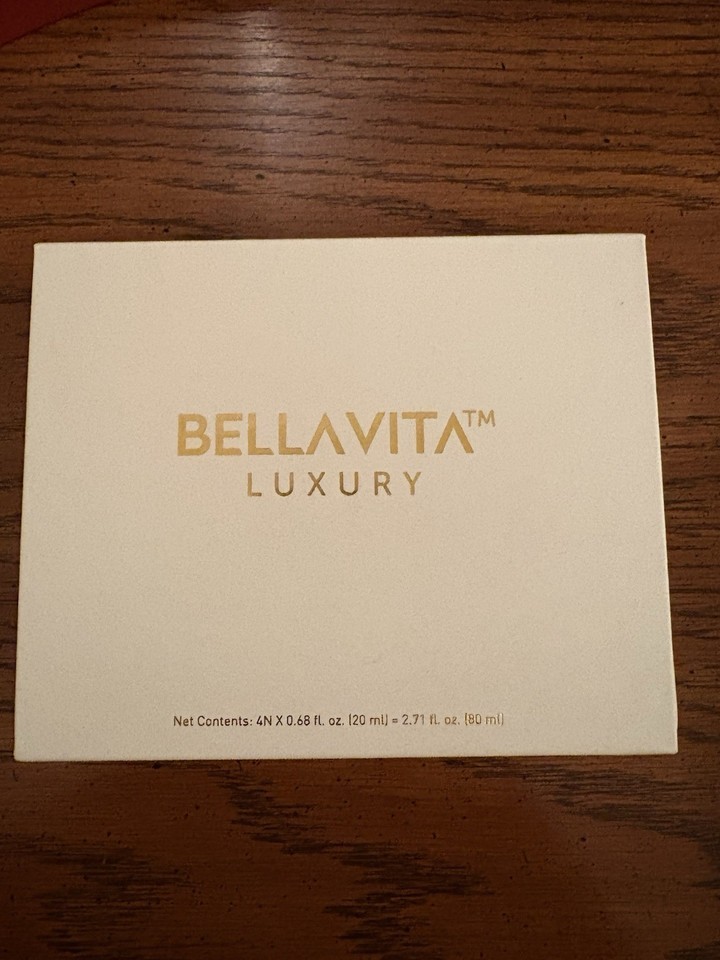 BELLAVITA™
LUXURY
Net Contents: 4N X 0.68 fl. oz. (20 ml) = 2.71 fl. oz. (80 ml)